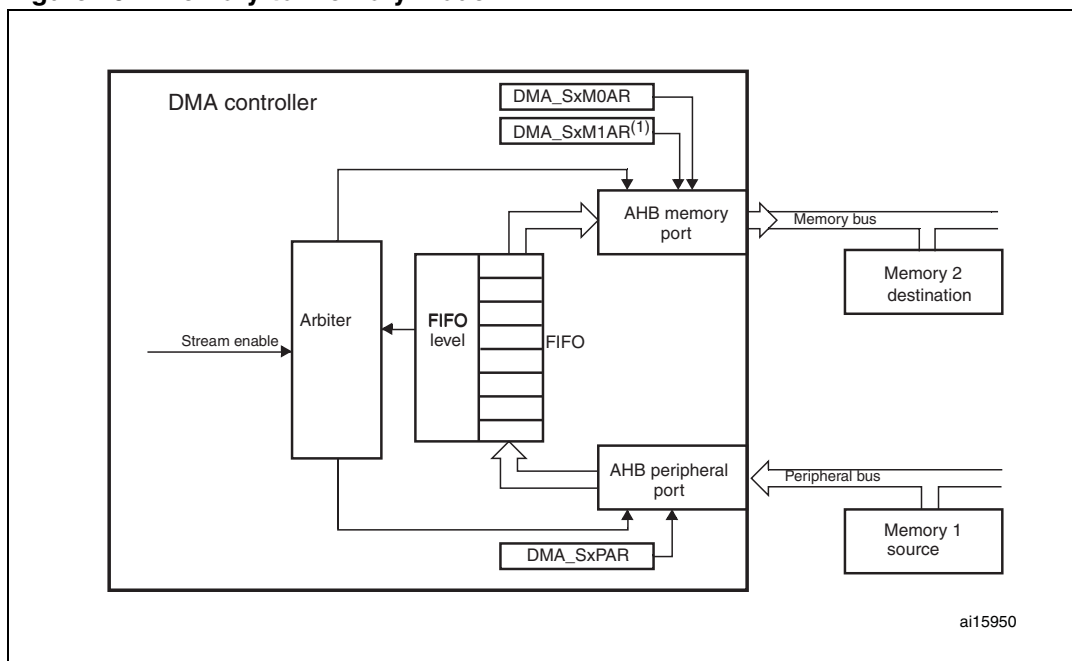 DMA controller
DMA_SxM0AR
DMA_SxM1AR(1)
AHB memory
port
Memory bus
Memory 2
destination
Arbiter
Stream enable
FIFO
level
FIFO
AHB peripheral
port
Peripheral bus
Memory 1
source
DMA_SxPAR
ai15950